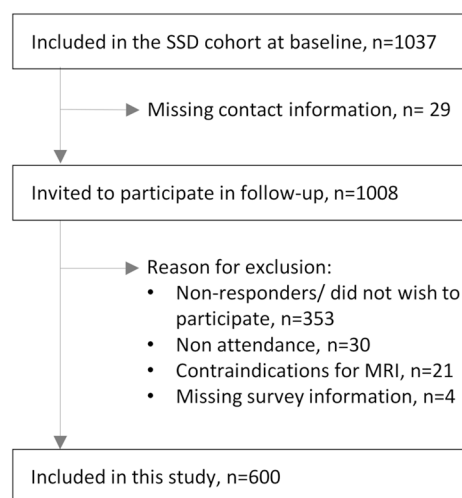 Included in the SSD cohort at baseline, n=1037
Missing contact information, n= 29
Invited to participate in follow-up, n=1008
Reason for exclusion:
• Non-responders/ did not wish to
participate, n=353
• Non attendance, n=30
• Contraindications for MRI, n=21
• Missing survey information, n=4
Included in this study, n=600